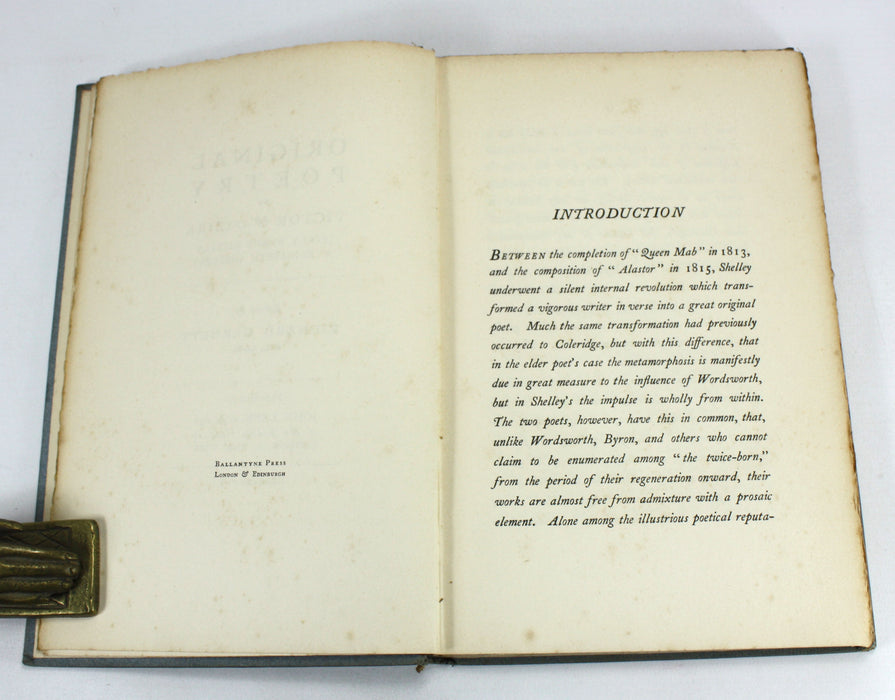 BALLANTYNE PRESS
LONDON & EDINBURGH
INTRODUCTION
BETWEEN the completion of “Queen Mab” in 1813,
and the composition of “Alastor” in 1815, Shelley
underwent a silent internal revolution which trans-
formed a vigorous writer in verse into a great original
poet. Much the same transformation had previously
occurred to Coleridge, but with this difference, that
in the elder poet's case the metamorphosis is manifestly
due in great measure to the influence of Wordsworth,
but in Shelley's the impulse is wholly from within.
The two poets, however, have this in common, that,
unlike Wordsworth, Byron, and others who cannot
claim to be enumerated among “the twice-born,”
from the period of their regeneration onward, their
works are almost free from admixture with a prosaic
element. Alone among the illustrious poetical reputa-